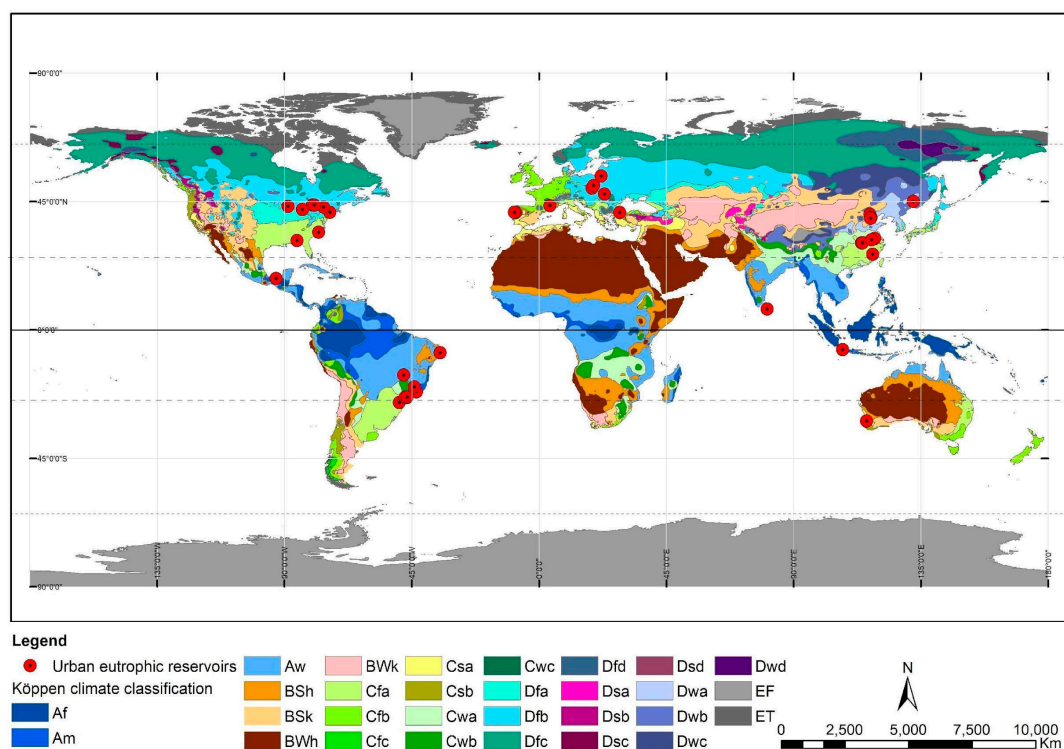 90°0'0"
45°0'0"N
0°0'0"
45°0'0"S
90°0'0"
135°0'0"W
90°0'0"W
45°0'0"W
0°0'0"
45°0'0"E
90°0'0"E
135°0'0"E
180°0'0"
Legend
Urban eutrophic reservoirs
Köppen climate classification
Af
Am
Aw
BSh
BSk
BWh
BWk
Cfa
Cfb
Cfc
Csa
Csb
Cwa
Cwb
Cwc
Dfa
Dfb
Dfc
Dfd
Dsa
Dsb
Dsc
Dsd
Dwa
Dwb
Dwc
Dwd
EF
ET
N
0 2,500 5,000 7,500 10,000
Km